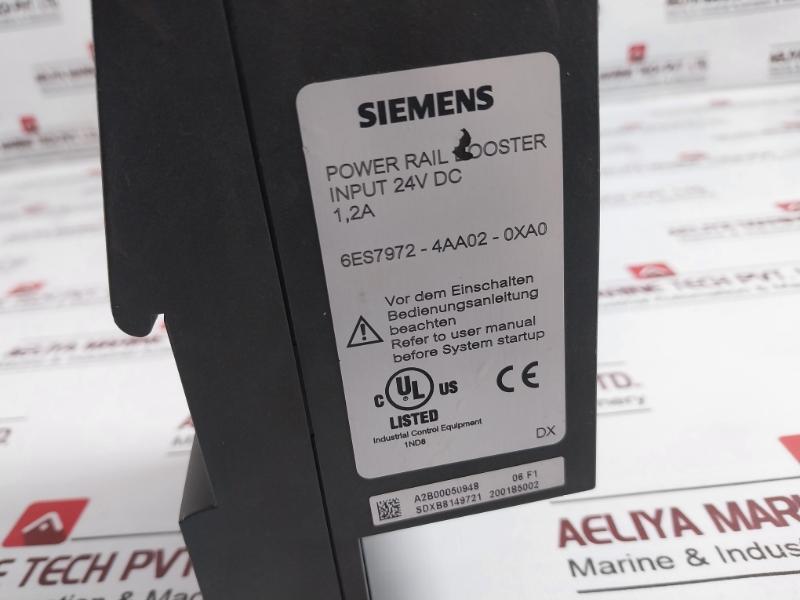 SIEMENS
POWER RAIL BOOSTER
INPUT 24V DC
1,2A
6ES7972 - 4AA02 - 0XA0
Vor dem Einschalten
Bedienungsanleitung
beachten
Refer to user manual
before System startup
C UL US
LISTED
CE
Industrial Control Equipment
1ND8
DX
A2B00050948 06 F1
SDXB8149721 200185002
AELIYA MARINE
Marine & Indus
TECH PVT